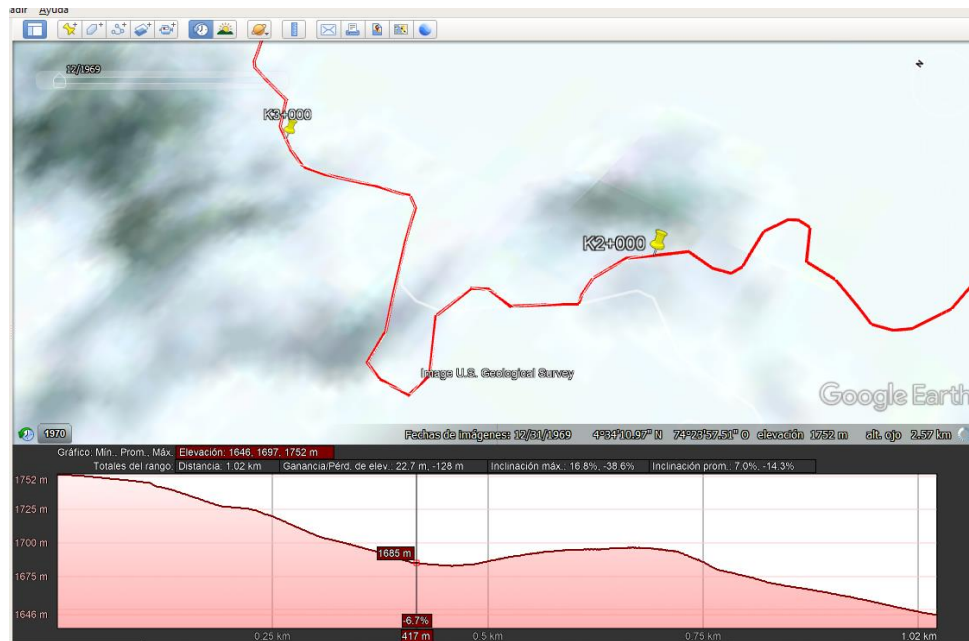 adir Ayuda
12/1969
K3+000
K2+000
Image U.S. Geological Survey
Google Earth
1970
Fechas de imágenes: 12/31/1969 4°34'10.97" N 74°23'57.51" O elevación 1752 m alt. ojo 2.57 km
Gráfico: Mín., Prom., Máx. Elevación: 1646, 1697, 1752 m
Totales del rango: Distancia: 1.02 km Ganancia/Pérd. de elev.: 22.7 m, -128 m Inclinación máx.: 16.8%, -38.6% Inclinación prom.: 7.0%, -14.3%
1752 m
1725 m
1700 m
1685 m
1675 m
1646 m
-6.7%
0.25 km 417 m 0.5 km 0.75 km 1.02 km